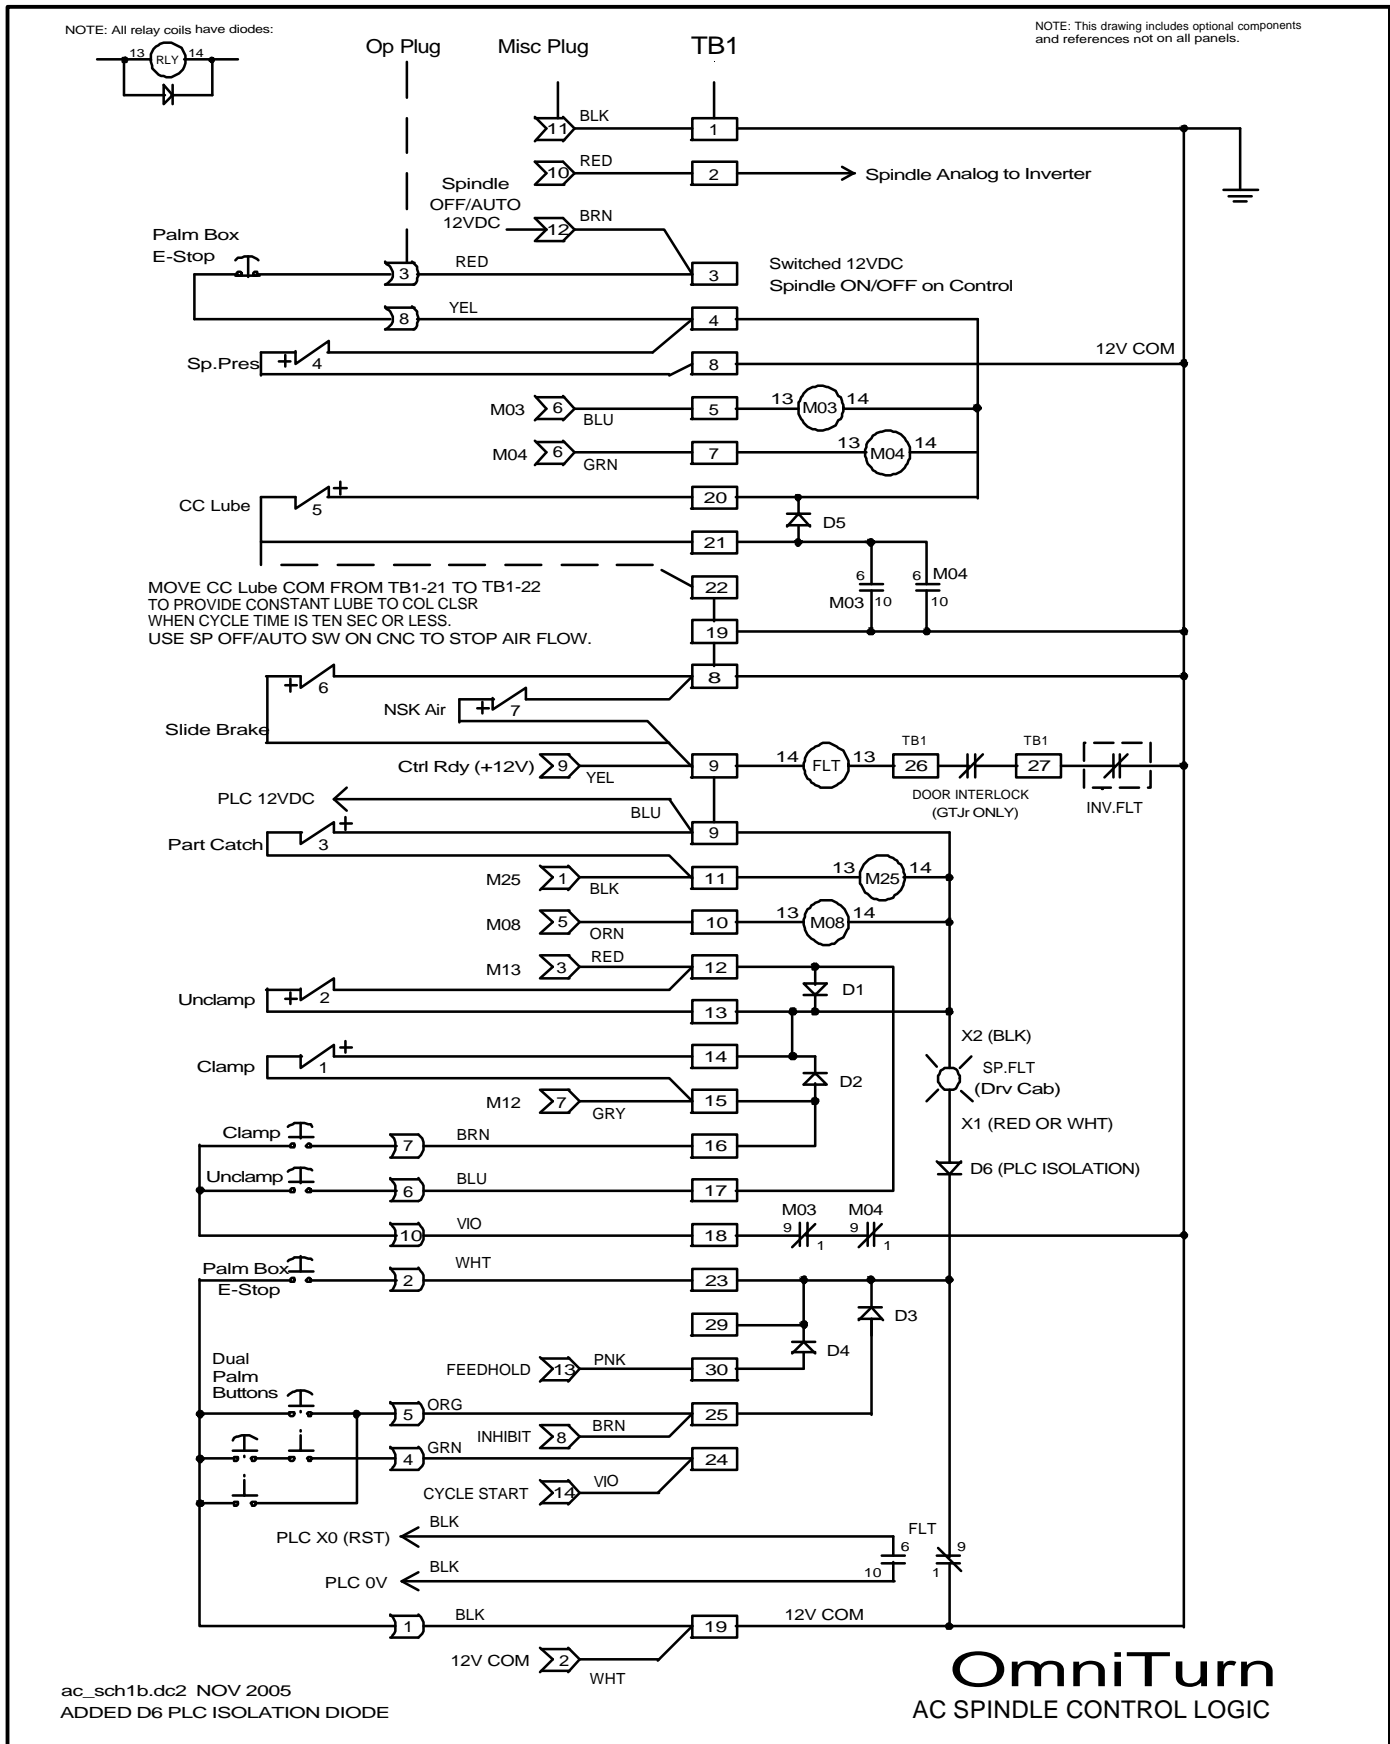 NOTE: All relay coils have diodes:
13 RLY 14
NOTE: This drawing includes optional components
and references not on all panels.
Op Plug
Misc Plug
TB1
11 BLK 1
10 RED 2 Spindle Analog to Inverter
Spindle
OFF/AUTO
12VDC 12 BRN
Palm Box
E-Stop
3 RED 3
Switched 12VDC
Spindle ON/OFF on Control
8 YEL 4
Sp.Pres + 4 8 12V COM
M03 6 BLU 5 13 M03 14
M04 6 GRN 7 13 M04 14
CC Lube 5 + 20
D5
21
MOVE CC Lube COM FROM TB1-21 TO TB1-22
TO PROVIDE CONSTANT LUBE TO COL CLSR
WHEN CYCLE TIME IS TEN SEC OR LESS.
USE SP OFF/AUTO SW ON CNC TO STOP AIR FLOW.
22
6 M03 10
6 M04 10
19
+ 6 8
NSK Air + 7
Slide Brake
Ctrl Rdy (+12V) 9 YEL 9 14 FLT 13
TB1 26
DOOR INTERLOCK
(GTJr ONLY)
TB1 27
INV.FLT
PLC 12VDC BLU
Part Catch 3 + 9
M25 1 BLK 11 13 M25 14
M08 5 ORN 10 13 M08 14
M13 3 RED 12
D1
Unclamp + 2 13
X2 (BLK)
SP.FLT
(Drv Cab)
X1 (RED OR WHT)
Clamp 1 + 14
D2
M12 7 GRY 15
Clamp 7 BRN 16
D6 (PLC ISOLATION)
Unclamp 6 BLU 17
10 VIO 18
M03 9 1
M04 9 1
Palm Box
E-Stop
2 WHT 23
29
D3
D4
FEEDHOLD 13 PNK 30
Dual
Palm
Buttons
5 ORG 25
INHIBIT 8 BRN
4 GRN 24
CYCLE START 14 VIO
PLC X0 (RST) BLK
PLC 0V BLK
FLT
6 10
9 1
1 BLK 19 12V COM
12V COM 2 WHT
OmniTurn
AC SPINDLE CONTROL LOGIC
ac_sch1b.dc2 NOV 2005
ADDED D6 PLC ISOLATION DIODE